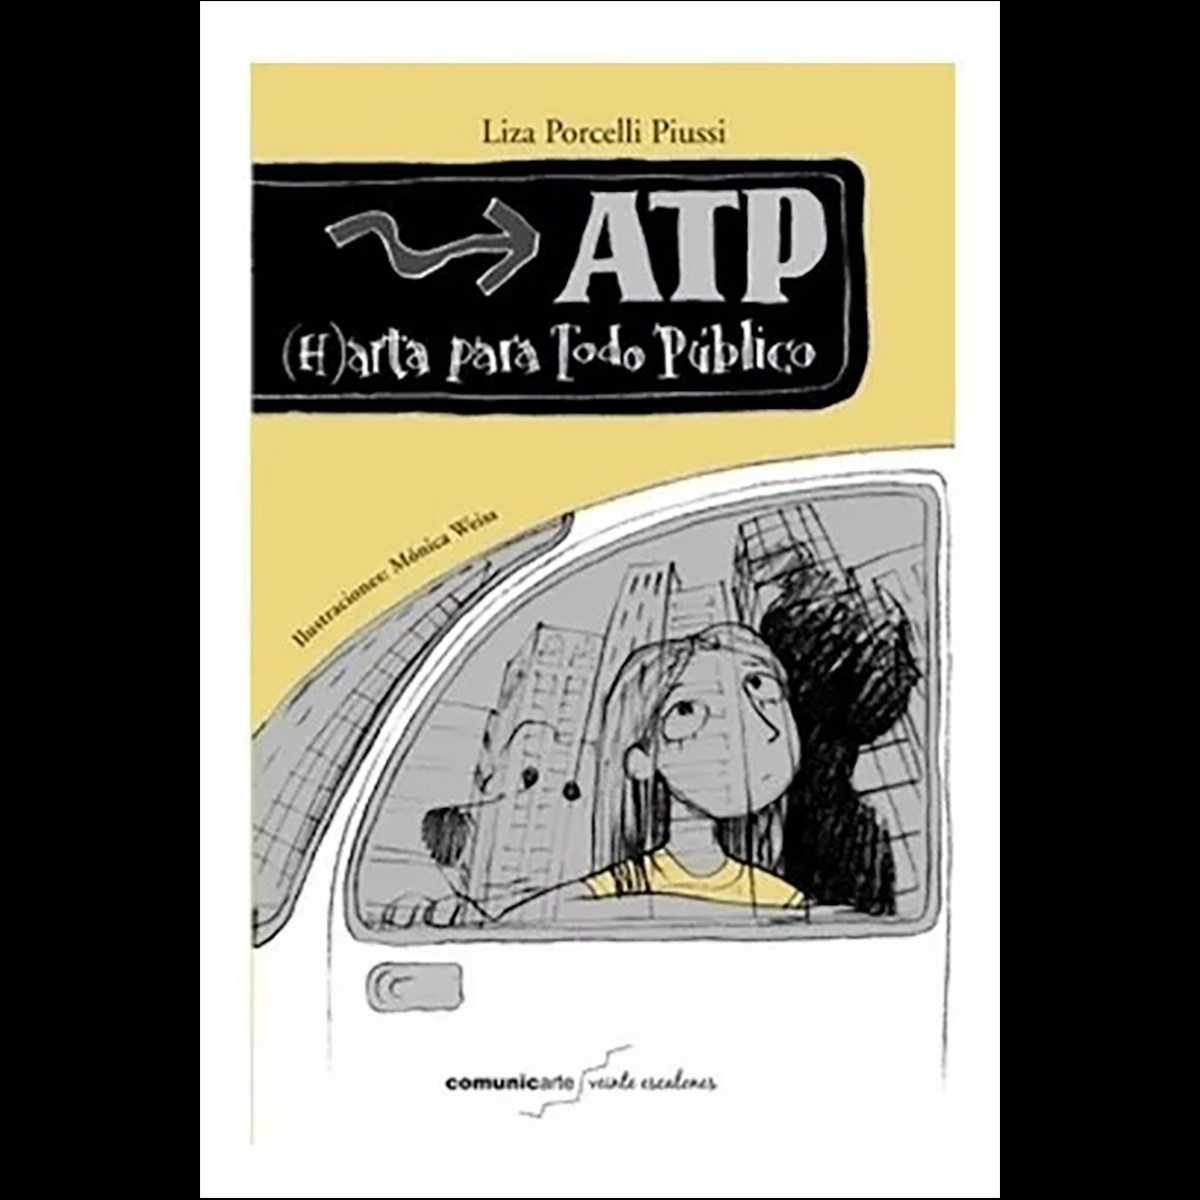 Liza Porcelli Piussi
ATP
(H)arta para Todo Público
Ilustraciones: Mónica Weiss
comunicarte veinte escalones